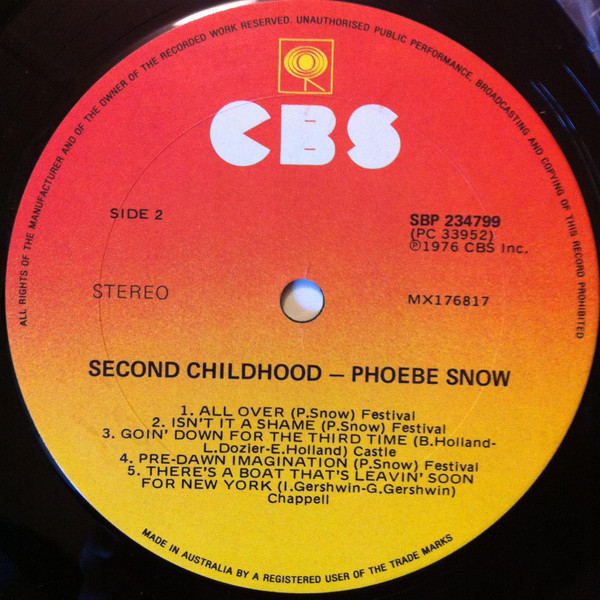 ALL RIGHTS OF THE MANUFACTURER AND OF THE OWNER OF THE RECORDED WORK RESERVED. UNAUTHORISED PUBLIC PERFORMANCE, BROADCASTING AND COPYING OF THIS RECORD PROHIBITED
CBS
SIDE 2
SBP 234799
(PC 33952)
℗1976 CBS Inc.
STEREO
MX176817
SECOND CHILDHOOD — PHOEBE SNOW
1. ALL OVER (P.Snow) Festival
2. ISN'T IT A SHAME (P.Snow) Festival
3. GOIN' DOWN FOR THE THIRD TIME (B.Holland-
L.Dozier-E.Holland) Castle
4. PRE-DAWN IMAGINATION (P.Snow) Festival
5. THERE'S A BOAT THAT'S LEAVIN' SOON
FOR NEW YORK (I.Gershwin-G.Gershwin)
Chappell
MADE IN AUSTRALIA BY A REGISTERED USER OF THE TRADE MARKS